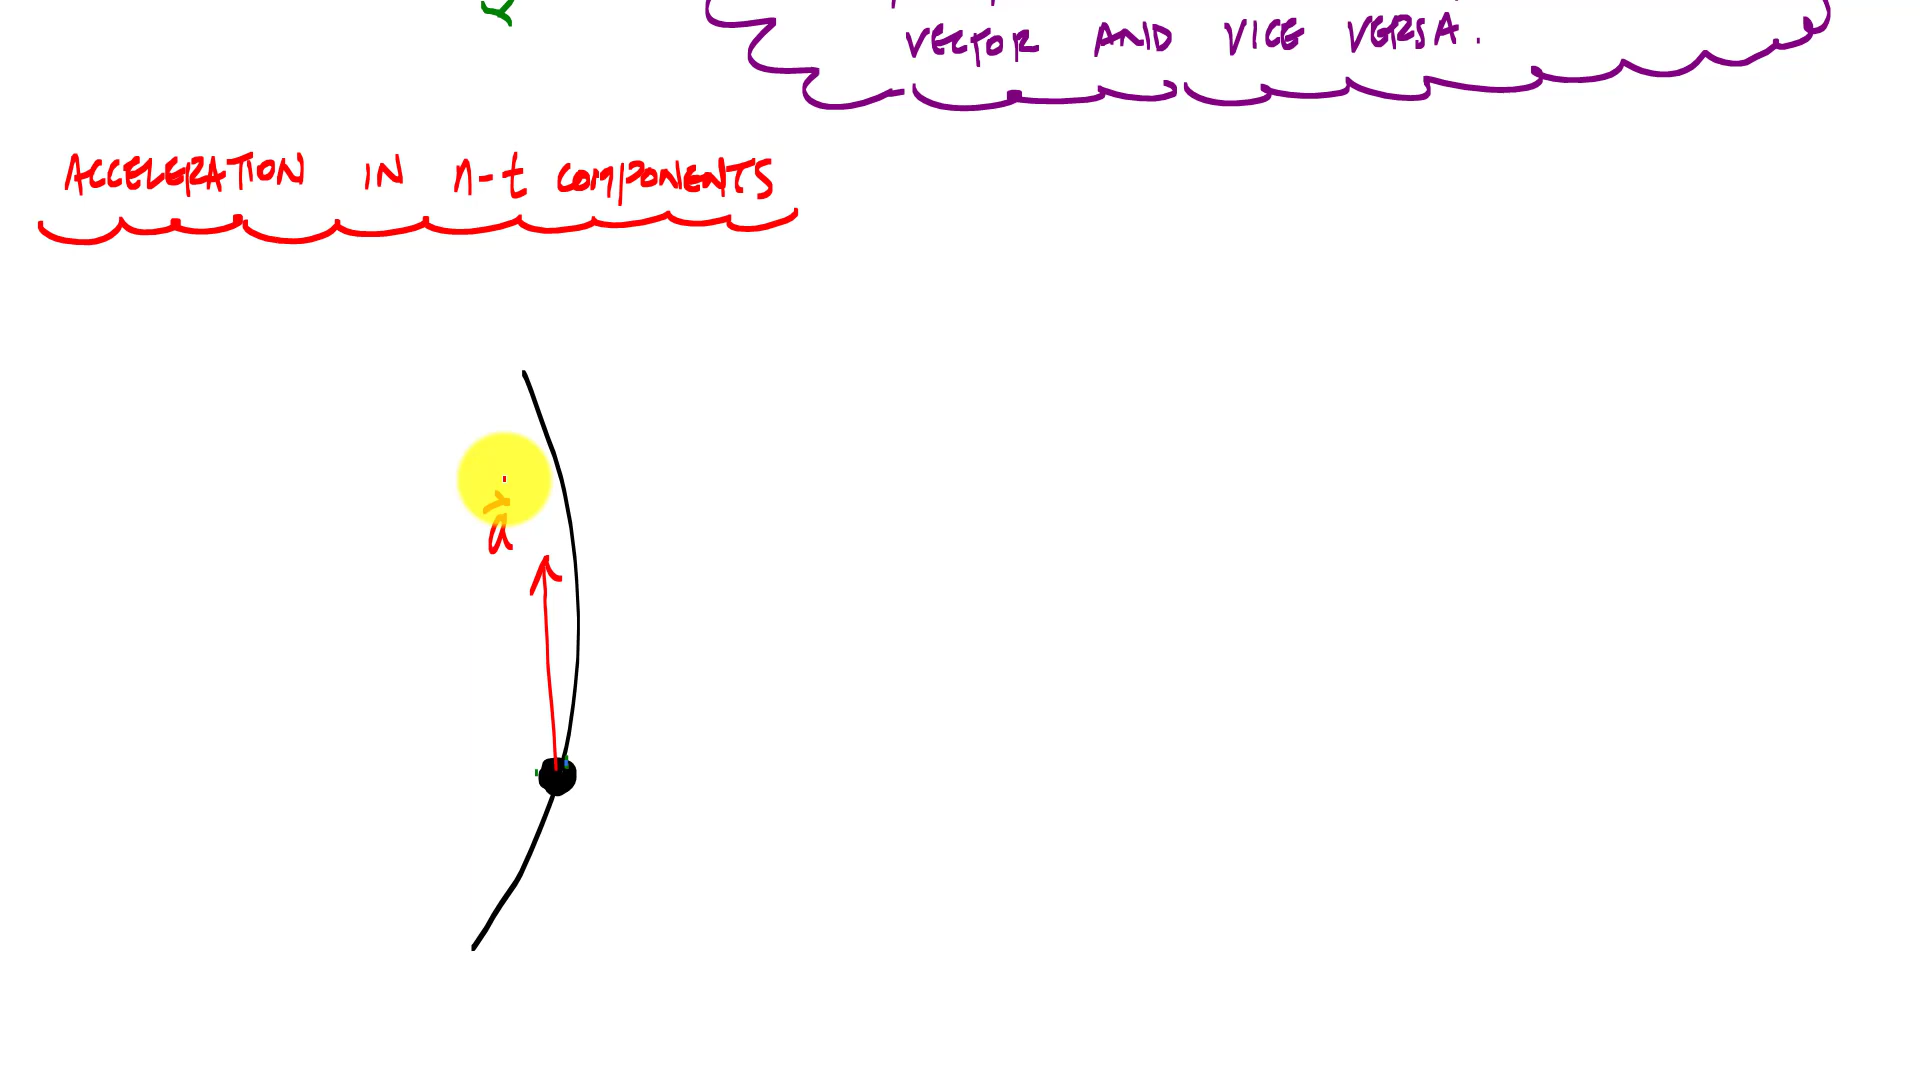 VECTOR AND VICE VERSA.
ACCELERATION IN n-t COMPONENTS
a⃗